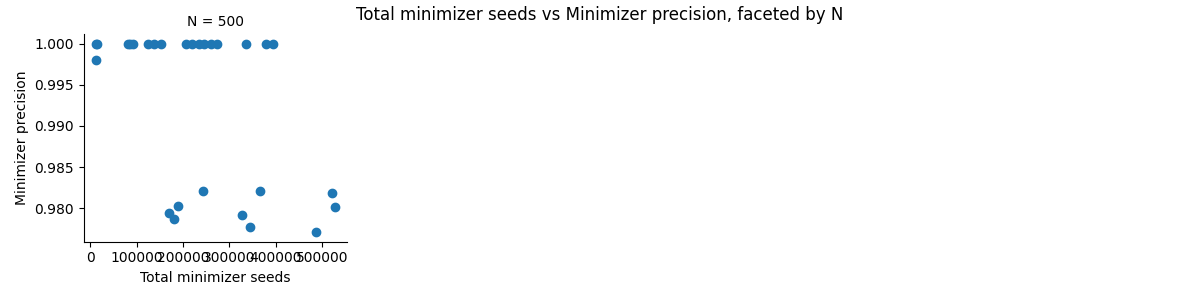 Total minimizer seeds vs Minimizer precision, faceted by N
N = 500
1.000
0.995
0.990
0.985
0.980
Minimizer precision
0 100000 200000 300000 400000 500000
Total minimizer seeds